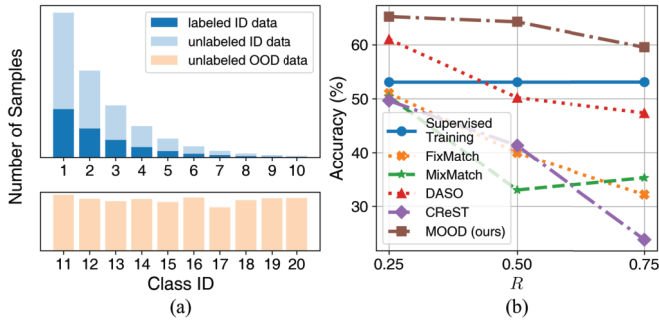 Number of Samples
labeled ID data
unlabeled ID data
unlabeled OOD data
1 2 3 4 5 6 7 8 9 10
11 12 13 14 15 16 17 18 19 20
Class ID
(a)
Accuracy (%)
60
50
40
30
Supervised
Training
FixMatch
MixMatch
DASO
CReST
MOOD (ours)
0.25 0.50 0.75
R
(b)